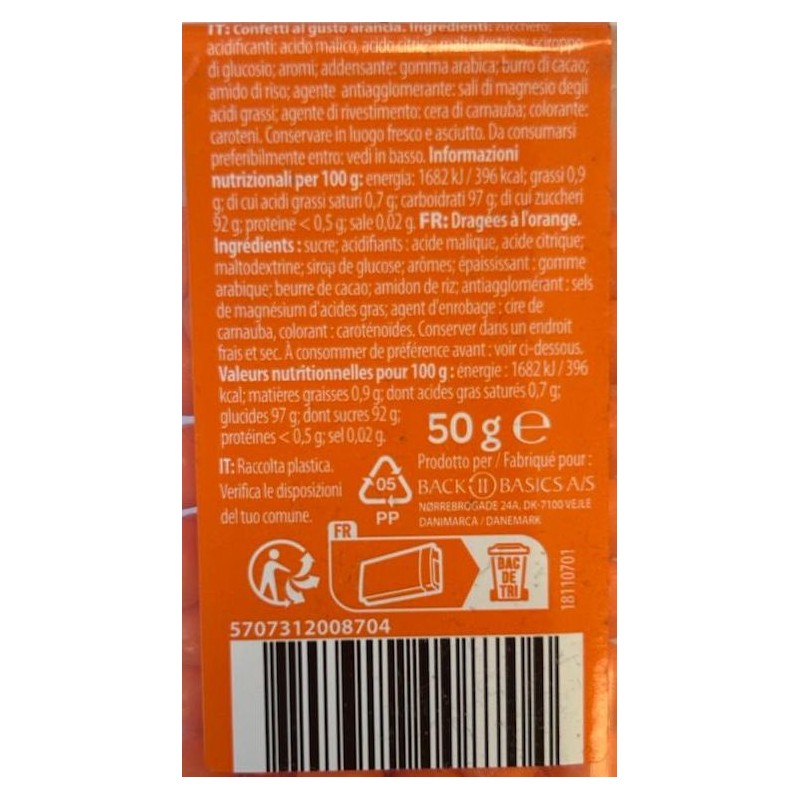 IT: Confetti al gusto arancia. Ingredienti: zucchero;
acidificanti: acido malico, acido citrico; maltodestrine; sciroppo
di glucosio; aromi; addensante: gomma arabica; burro di cacao;
amido di riso; agente antiagglomerante: sali di magnesio degli
acidi grassi; agente di rivestimento: cera di carnauba; colorante:
caroteni. Conservare in luogo fresco e asciutto. Da consumarsi
preferibilmente entro: vedi in basso. Informazioni
nutrizionali per 100 g: energia: 1682 kJ / 396 kcal; grassi 0,9
g; di cui acidi grassi saturi 0,7 g; carboidrati 97 g; di cui zuccheri
92 g; proteine < 0,5 g; sale 0,02 g. FR: Dragées à l'orange.
Ingrédients : sucre; acidifiants : acide malique, acide citrique;
maltodextrine; sirop de glucose; arômes; épaississant : gomme
arabique; beurre de cacao; amidon de riz; antiagglomérant : sels
de magnésium d'acides gras; agent d'enrobage : cire de
carnauba, colorant : caroténoïdes. Conserver dans un endroit
frais et sec. À consommer de préférence avant : voir ci-dessous.
Valeurs nutritionnelles pour 100 g : énergie : 1682 kJ / 396
kcal; matières graisses 0,9 g; dont acides gras saturés 0,7 g;
glucides 97 g; dont sucres 92 g;
protéines < 0,5 g; sel 0,02 g.
50 g e
IT: Raccolta plastica.
Verifica le disposizioni
del tuo comune.
05
PP
Prodotto per / Fabriqué pour :
BACK II BASICS A/S
NØRREBROGADE 24A, DK-7100 VEJLE
DANIMARCA / DANEMARK
FR
BAC
DE
TRI
18110701
5707312008704